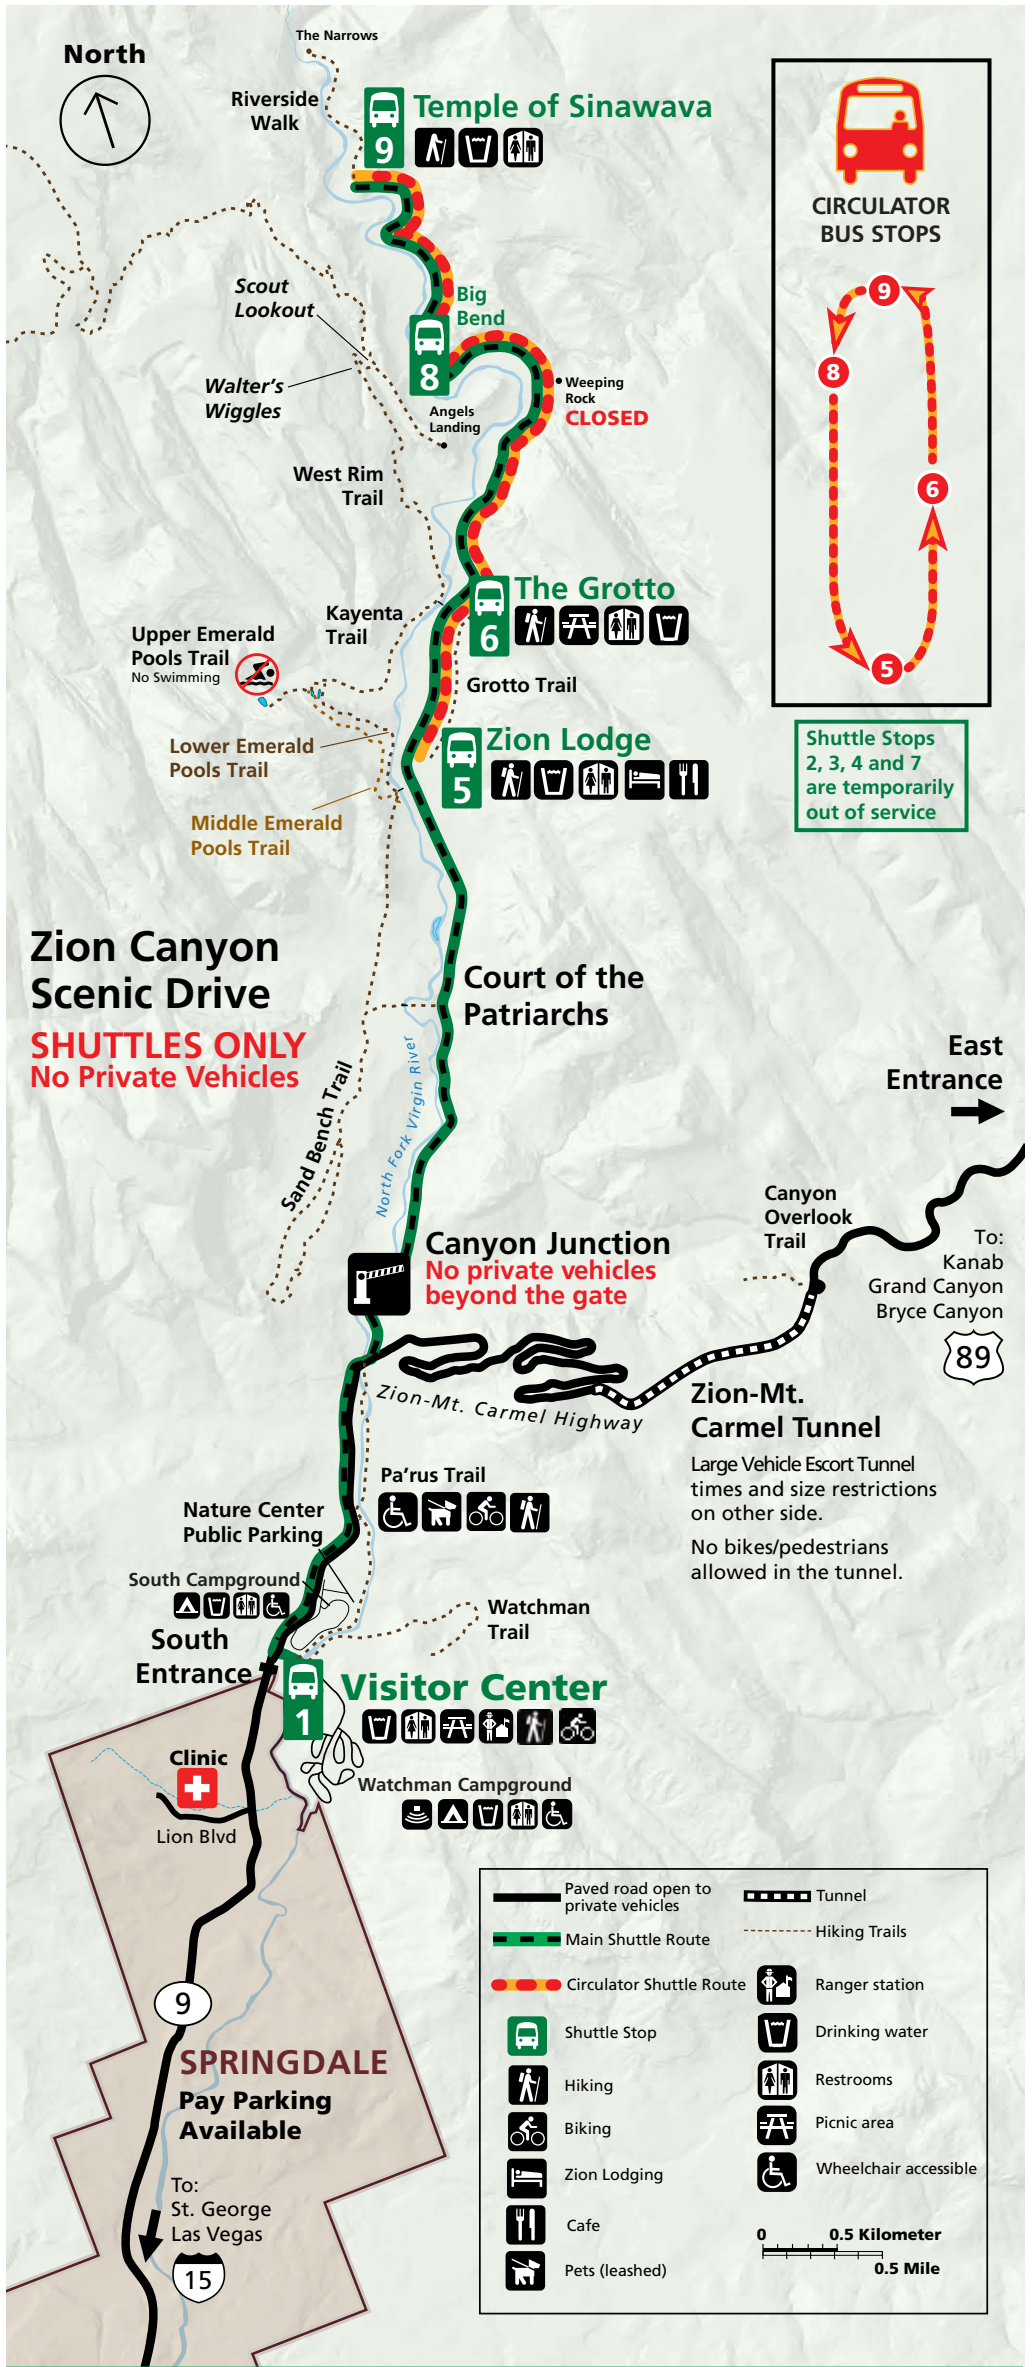 The Narrows
North
Riverside
Walk
9
Temple of Sinawava
CIRCULATOR
BUS STOPS
9
8
6
5
Scout
Lookout
Big
Bend
8
Walter's
Wiggles
Weeping
Rock
CLOSED
Angels
Landing
West Rim
Trail
The Grotto
6
Kayenta
Trail
Upper Emerald
Pools Trail
No Swimming
Grotto Trail
Shuttle Stops
2, 3, 4 and 7
are temporarily
out of service
Zion Lodge
5
Lower Emerald
Pools Trail
Middle Emerald
Pools Trail
Zion Canyon
Scenic Drive
SHUTTLES ONLY
No Private Vehicles
Court of the
Patriarchs
North Fork Virgin River
Sand Bench Trail
East
Entrance
Canyon
Overlook
Trail
To:
Kanab
Grand Canyon
Bryce Canyon
89
Canyon Junction
No private vehicles
beyond the gate
Zion-Mt. Carmel Highway
Zion-Mt.
Carmel Tunnel
Large Vehicle Escort Tunnel
times and size restrictions
on other side.
No bikes/pedestrians
allowed in the tunnel.
Pa'rus Trail
Nature Center
Public Parking
South Campground
Watchman
Trail
South
Entrance
1
Visitor Center
Clinic
Lion Blvd
Watchman Campground
9
SPRINGDALE
Pay Parking
Available
To:
St. George
Las Vegas
15
Paved road open to
private vehicles
Main Shuttle Route
Circulator Shuttle Route
Shuttle Stop
Hiking
Biking
Zion Lodging
Cafe
Pets (leashed)
Tunnel
Hiking Trails
Ranger station
Drinking water
Restrooms
Picnic area
Wheelchair accessible
0 0.5 Kilometer
0.5 Mile